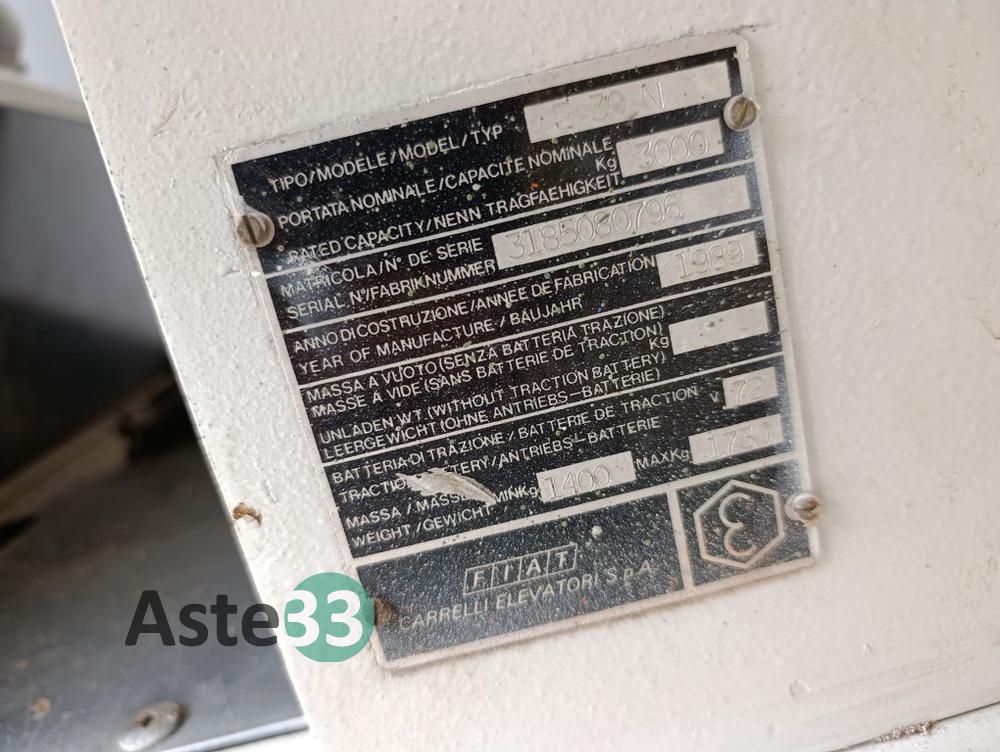 TIPO/MODELE/MODEL/TYP 30 N
PORTATA NOMINALE/CAPACITE NOMINALE
RATED CAPACITY/NENN TRAGFAEHIGKEIT Kg 3000
MATRICOLA/N° DE SERIE
SERIAL N°/FABRIKNUMMER 3185080796
ANNO DI COSTRUZIONE/ANNEE DE FABRICATION
YEAR OF MANUFACTURE/BAUJAHR 1989
MASSA A VUOTO (SENZA BATTERIA TRAZIONE)
MASSE A VIDE (SANS BATTERIE DE TRACTION) Kg
UNLADEN WT. (WITHOUT TRACTION BATTERY)
LEERGEWICHT (OHNE ANTRIEBS-BATTERIE)
BATTERIA DI TRAZIONE/BATTERIE DE TRACTION V 72
TERY/ANTRIEBS-BATTERIE
MASSA/MASSE MIN Kg 1400 MAX Kg 1730
WEIGHT/GEWICHT
FIAT
CARRELLI ELEVATORI S.p.A.
Aste33